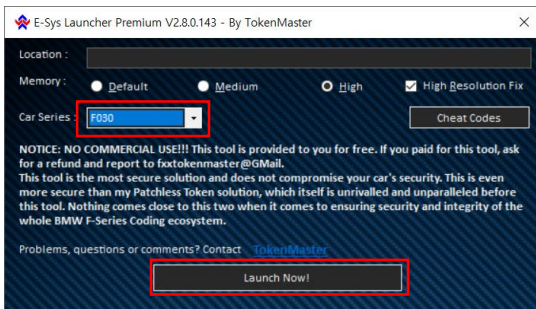 E-Sys Launcher Premium V2.8.0.143 - By TokenMaster
Location :
Memory : Default Medium High High Resolution Fix
Car Series : F030 Cheat Codes
NOTICE: NO COMMERCIAL USE!!! This tool is provided to you for free. If you paid for this tool, ask
for a refund and report to fxxtokenmaster@GMail.
This tool is the most secure solution and does not compromise your car's security. This is even
more secure than my Patchless Token solution, which itself is unrivalled and unparalleled before
this tool. Nothing comes close to this two when it comes to ensuring security and integrity of the
whole BMW F-Series Coding ecosystem.
Problems, questions or comments? Contact TokenMaster
Launch Now!